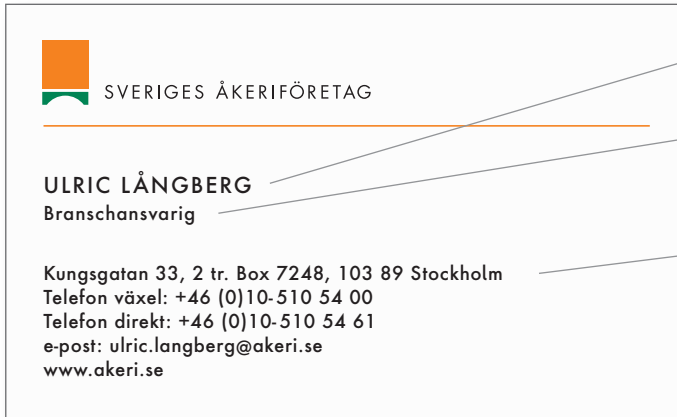 SVERIGES ÅKERIFÖRETAG
ULRIC LÅNGBERG
Branschansvarig
Kungsgatan 33, 2 tr. Box 7248, 103 89 Stockholm
Telefon växel: +46 (0)10-510 54 00
Telefon direkt: +46 (0)10-510 54 61
e-post: ulric.langberg@akeri.se
www.akeri.se